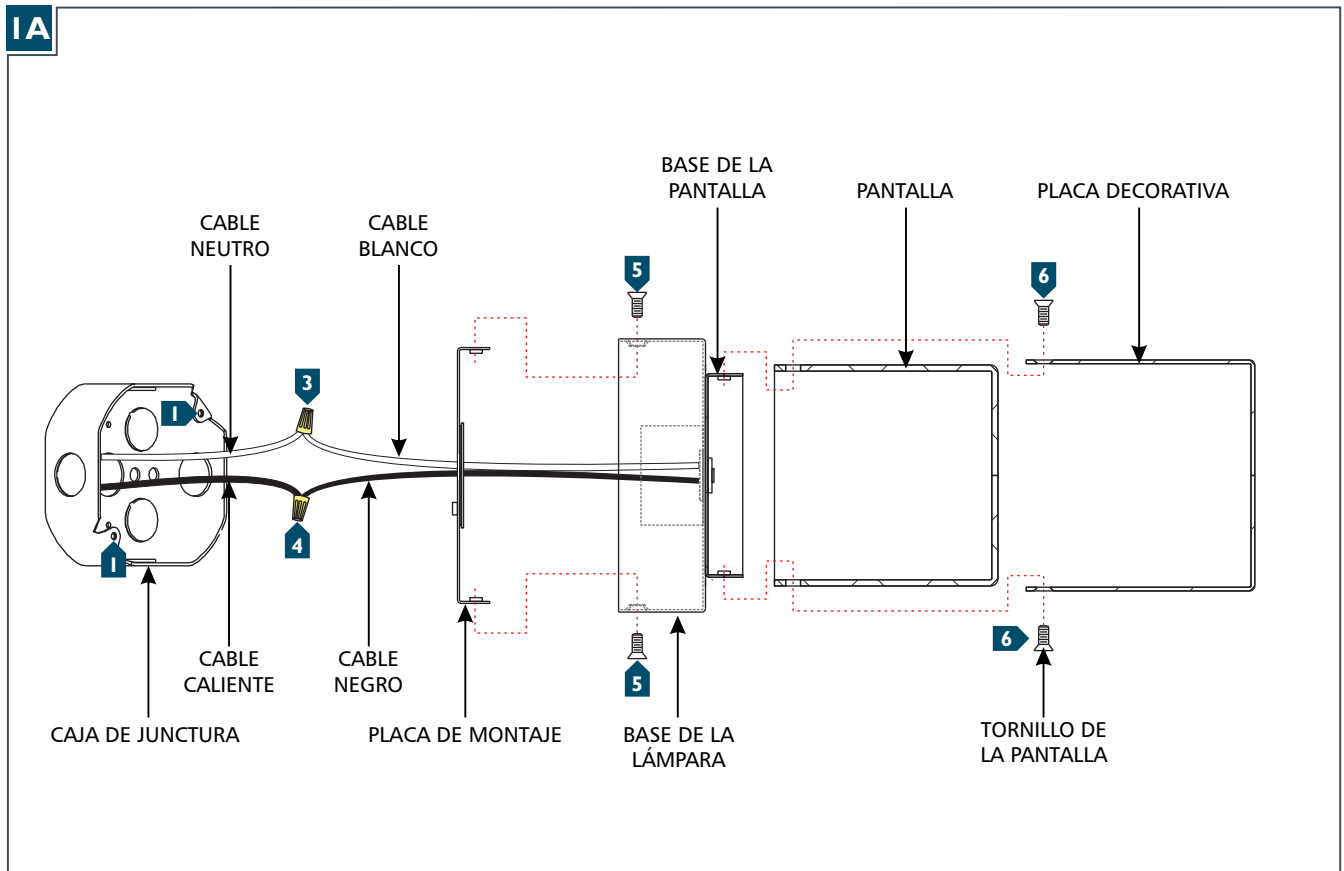 1A
BASE DE LA
PANTALLA
PANTALLA
PLACA DECORATIVA
CABLE
NEUTRO
CABLE
BLANCO
5
6
3
1
4
1
6
5
CABLE
CALIENTE
CABLE
NEGRO
CAJA DE JUNCTURA
PLACA DE MONTAJE
BASE DE LA
LÁMPARA
TORNILLO DE
LA PANTALLA